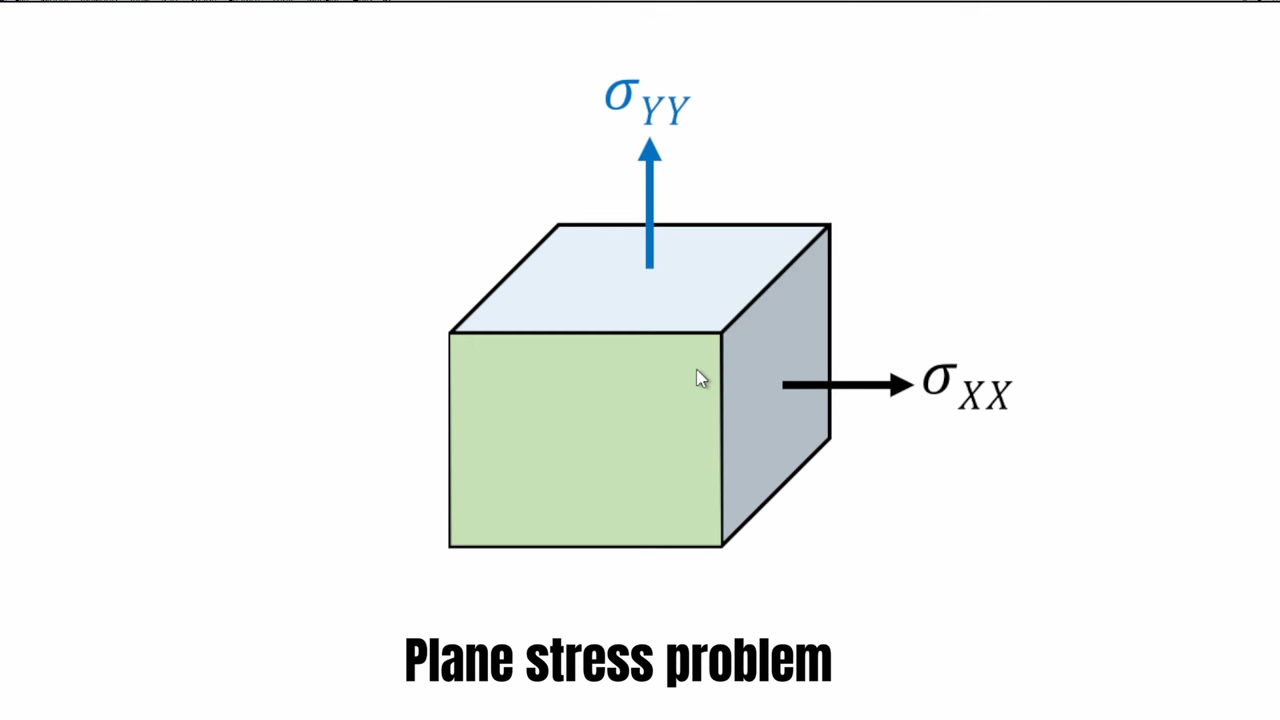 σ_YY
σ_XX
Plane stress problem